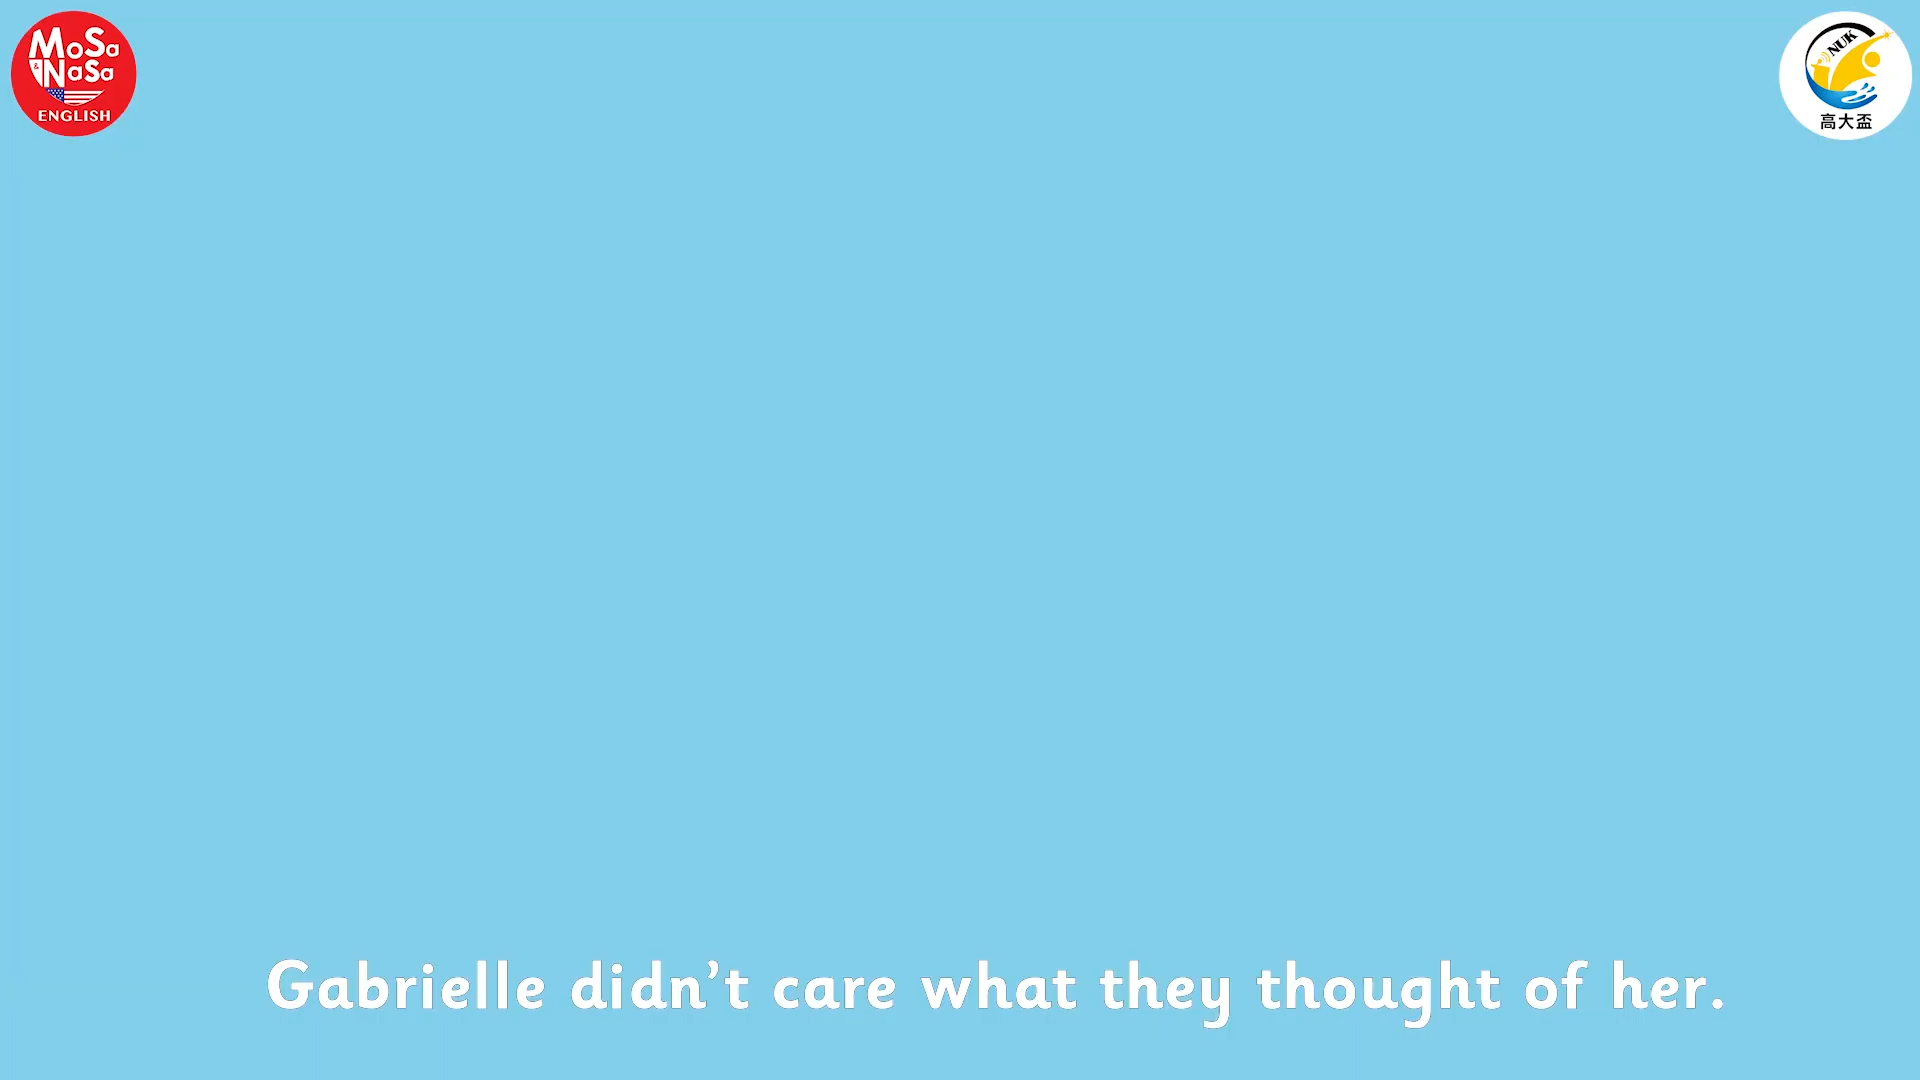 MoSa
& NaSa
ENGLISH
NUK
高大盃
Gabrielle didn’t care what they thought of her.